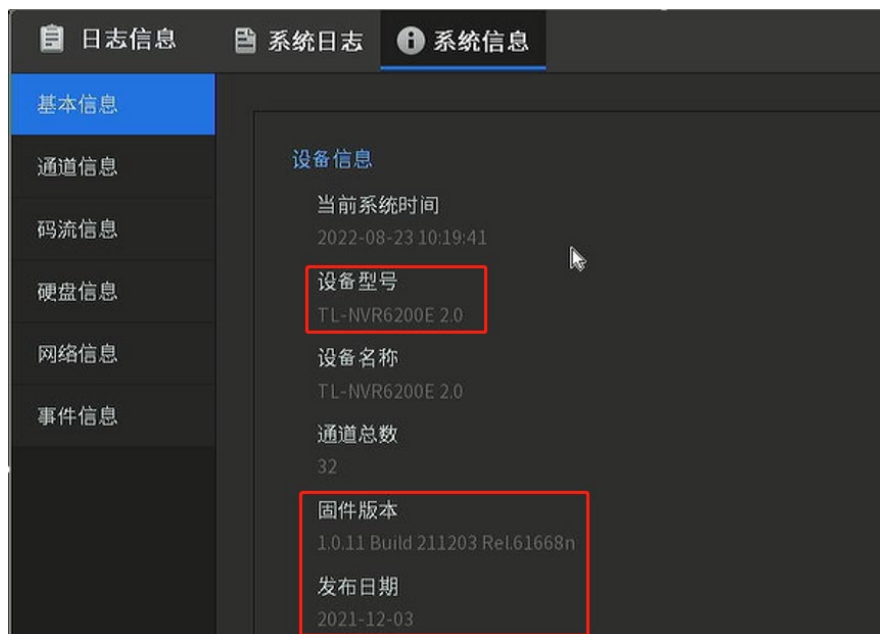 日志信息 系统日志 系统信息
基本信息
通道信息
码流信息
硬盘信息
网络信息
事件信息
设备信息
当前系统时间
2022-08-23 10:19:41
设备型号
TL-NVR6200E 2.0
设备名称
TL-NVR6200E 2.0
通道总数
32
固件版本
1.0.11 Build 211203 Rel.61668n
发布日期
2021-12-03